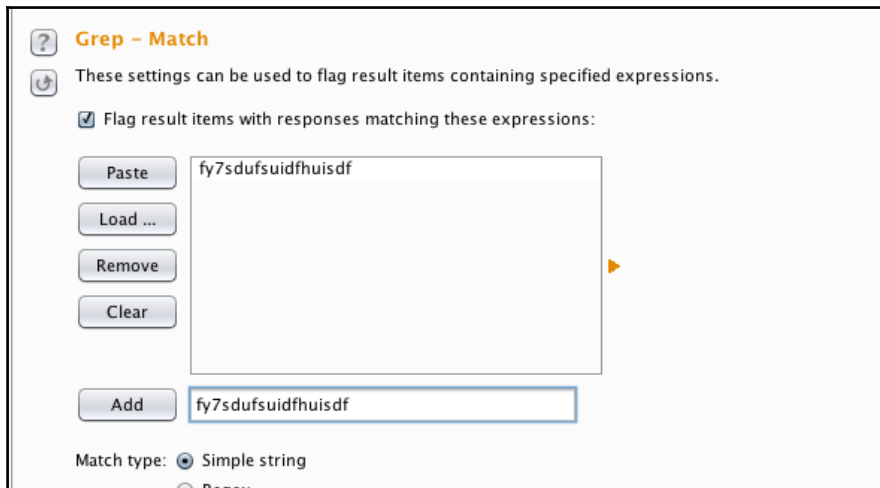 ?
Grep – Match
These settings can be used to flag result items containing specified expressions.
Flag result items with responses matching these expressions:
Paste
fy7sdufsuidfhuisdf
Load ...
Remove
Clear
Add
fy7sdufsuidfhuisdf
Match type:
Simple string
Regex